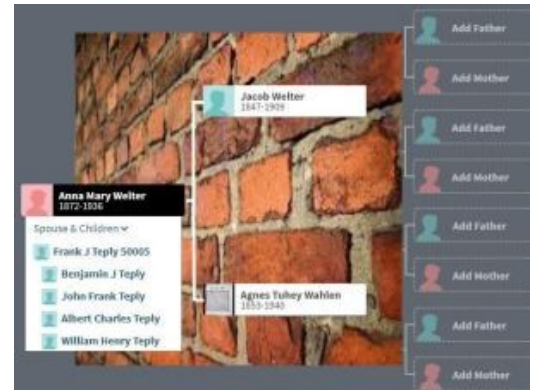 Anna Mary Welter
1872-1936
Spouse & Children
Frank J Teply 50005
Benjamin J Teply
John Frank Teply
Albert Charles Teply
William Henry Teply
Jacob Welter
1847-1909
Agnes Tuhey Wahlen
1853-1940
Add Father
Add Mother
Add Father
Add Mother
Add Father
Add Mother
Add Father
Add Mother